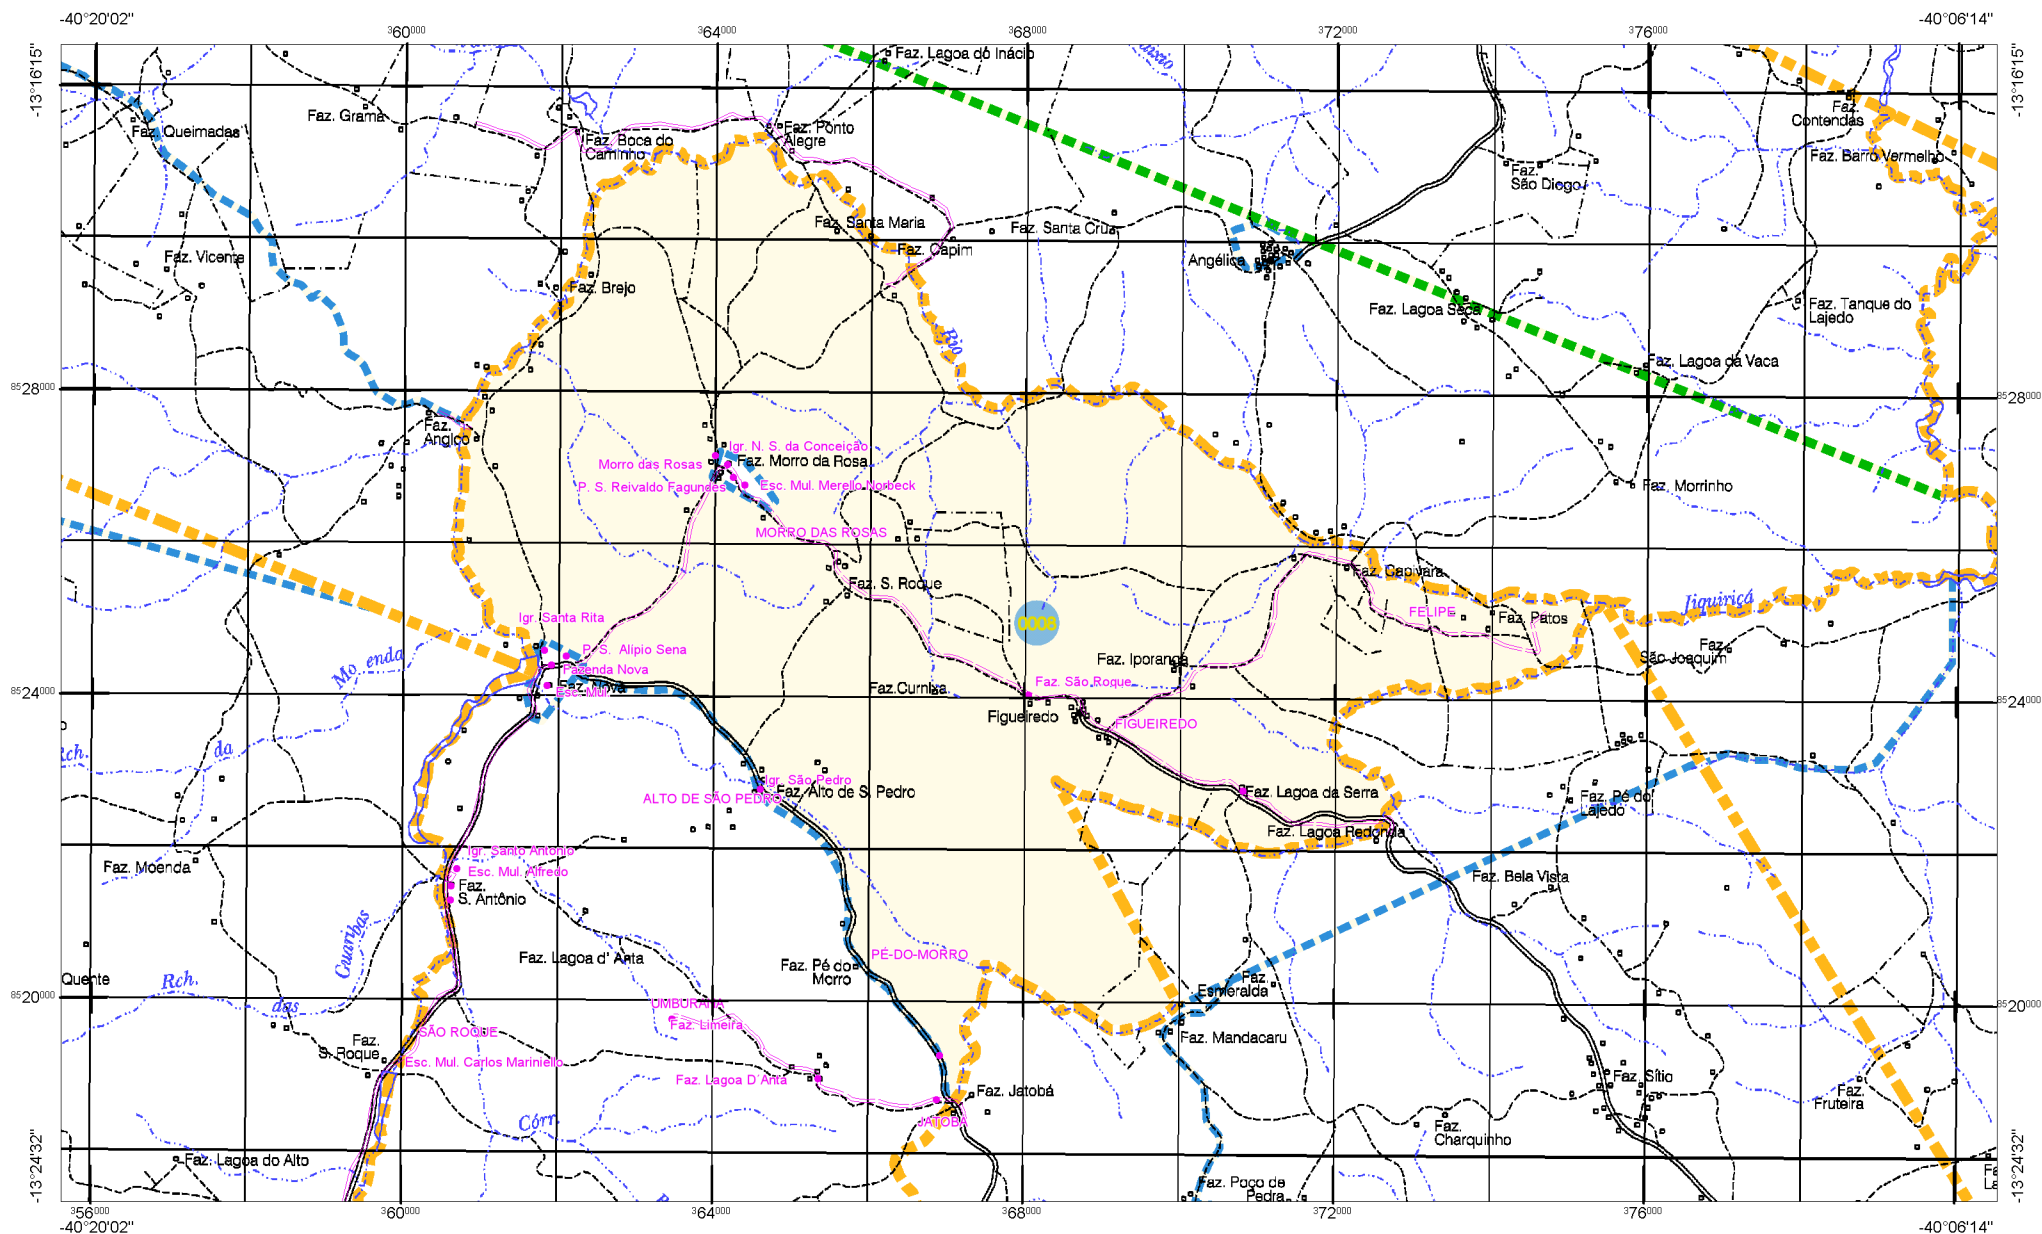 -40°20'02"
-40°06'14"
360000
364000
368000
372000
376000
-13°16'15"
-13°16'15"
Faz. Lagoa do Inácio
Faz. Grama
Faz. Queimadas
Faz. Boca do
Caminho
Faz. Ponto
Alegre
Faz.
Contendas
Faz. Barro Vermelho
Faz.
São Diogo
Faz. Santa Maria
Faz. Santa Cruz
Faz. Capim
Faz. Vicente
Angélica
Faz. Brejo
Faz. Lagoa Seca
Faz. Tanque do
Lajedo
Rio
Faz. Lagoa da Vaca
8528000
8528000
Faz.
Angico
Igr. N. S. da Conceição
Morro das Rosas
Faz. Morro da Rosa
P. S. Reivaldo Fagundes
Esc. Mul. Merello Norbeck
Faz. Morrinho
MORRO DAS ROSAS
Faz. S. Roque
Faz. Capivara
Jiquiriçá
FELIPE
Faz. Patos
0006
Igr. Santa Rita
P. S. Alípio Sena
Fazenda Nova
Faz. Nova
Esc. Mul
Faz. Iporanga
Faz.
São Joaquim
Faz. São Roque
Figueiredo
FIGUEIREDO
8524000
8524000
da
Rch.
Igr. São Pedro
Faz. Alto de S. Pedro
ALTO DE SÃO PEDRO
Faz. Lagoa da Serra
Faz. Lagoa Redonda
Faz. Pé do
Lajedo
Igr. Santo Antonio
Esc. Mul. Alfredo
Faz.
S. Antônio
Faz. Moenda
Faz. Bela Vista
Guaribas
Faz. Lagoa d' Anta
PÉ-DO-MORRO
Faz. Pé do
Morro
Quente
Rch.
das
Faz.
Esmeralda
8520000
8520000
UMBURANA
Faz. Limeira
SÃO ROQUE
Faz.
S. Roque
Esc. Mul. Carlos Mariniello
Faz. Mandacaru
Faz. Lagoa D'Anta
Faz. Jatobá
JATOBÁ
Faz. Sítio
Faz.
Fruteira
Faz.
Charquinho
Córr.
Faz. Lagoa do Alto
Faz. Poço de
Pedra
-13°24'32"
-13°24'32"
356000
360000
364000
368000
372000
376000
-40°20'02"
-40°06'14"